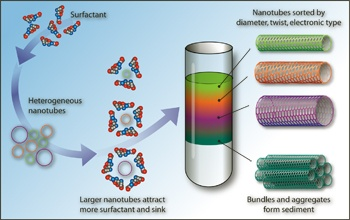 Surfactant
Nanotubes sorted by
diameter, twist, electronic type
Heterogeneous
nanotubes
Larger nanotubes attract
more surfactant and sink
Bundles and aggregates
form sediment